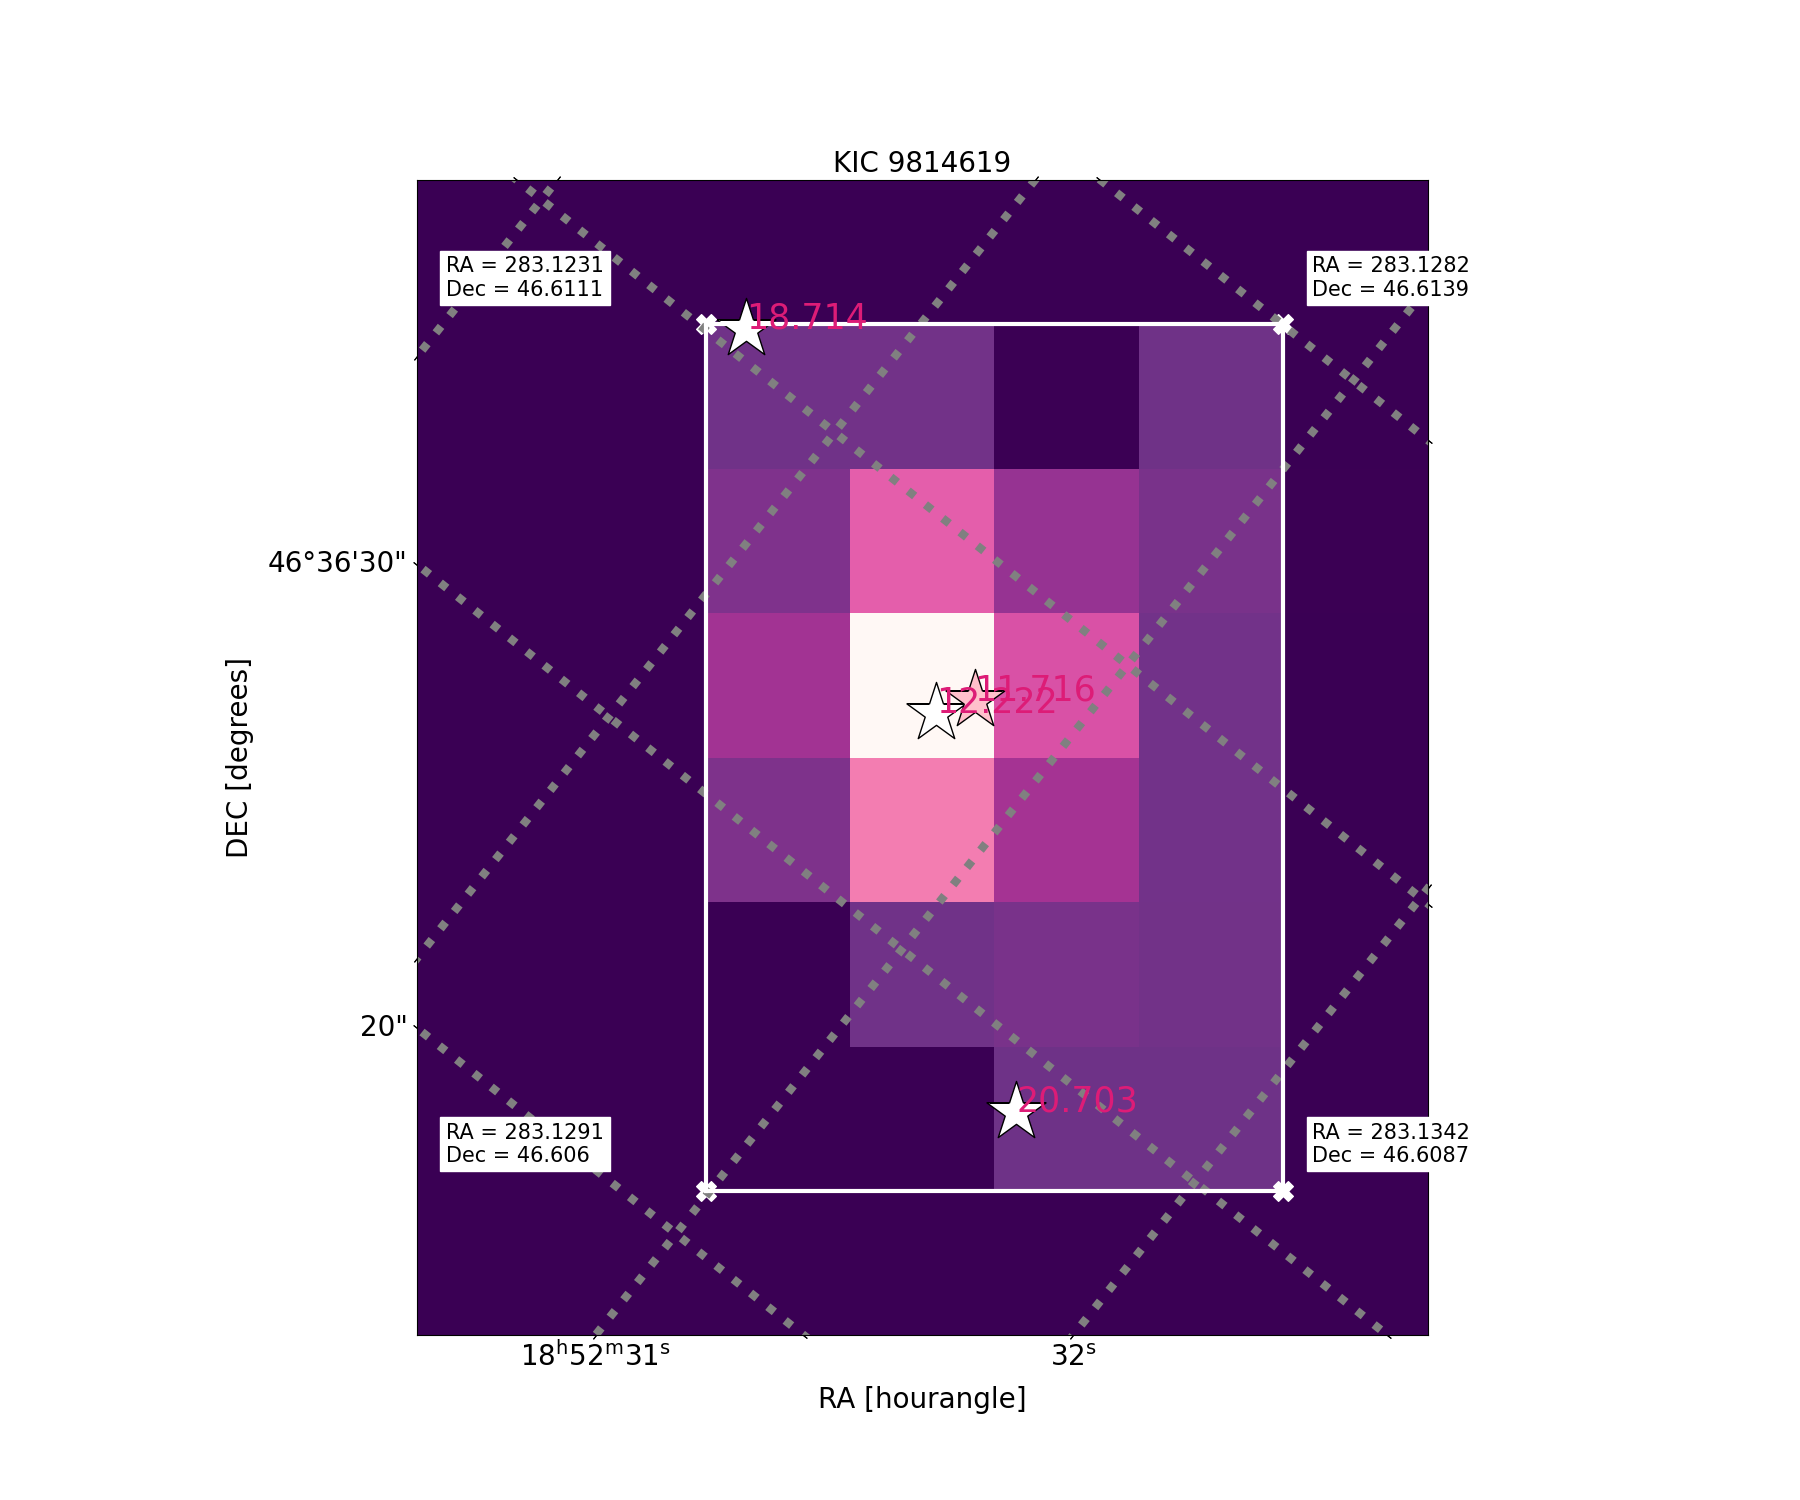 KIC 9814619
RA = 283.1231
Dec = 46.6111
RA = 283.1282
Dec = 46.6139
18.714
46°36'30"
11.716
12.222
DEC [degrees]
20"
20.703
RA = 283.1291
Dec = 46.606
RA = 283.1342
Dec = 46.6087
18h52m31s
32s
RA [hourangle]